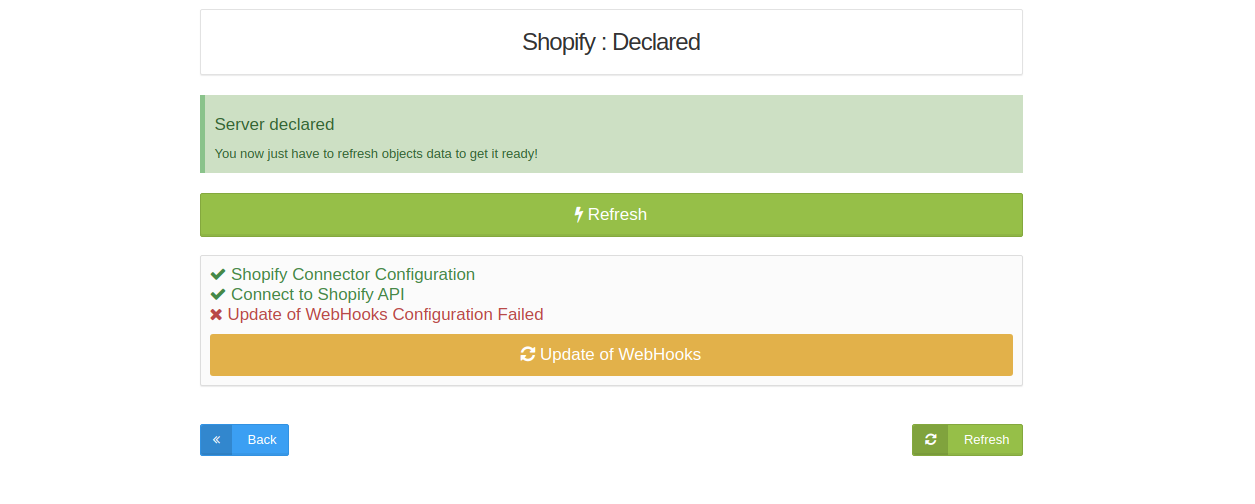 Shopify : Declared
Server declared
You now just have to refresh objects data to get it ready!
Refresh
Shopify Connector Configuration
Connect to Shopify API
Update of WebHooks Configuration Failed
Update of WebHooks
Back
Refresh